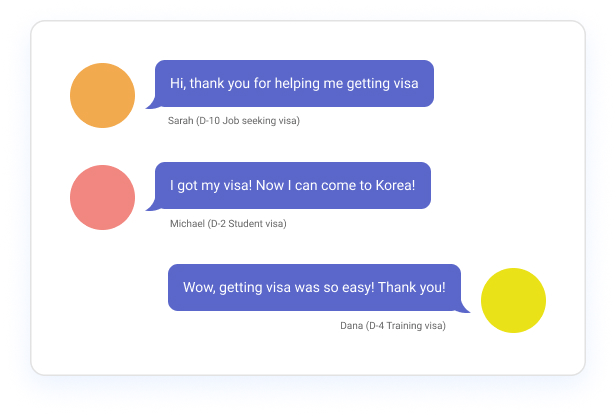 Hi, thank you for helping me getting visa
Sarah (D-10 Job seeking visa)
I got my visa! Now I can come to Korea!
Michael (D-2 Student visa)
Wow, getting visa was so easy! Thank you!
Dana (D-4 Training visa)